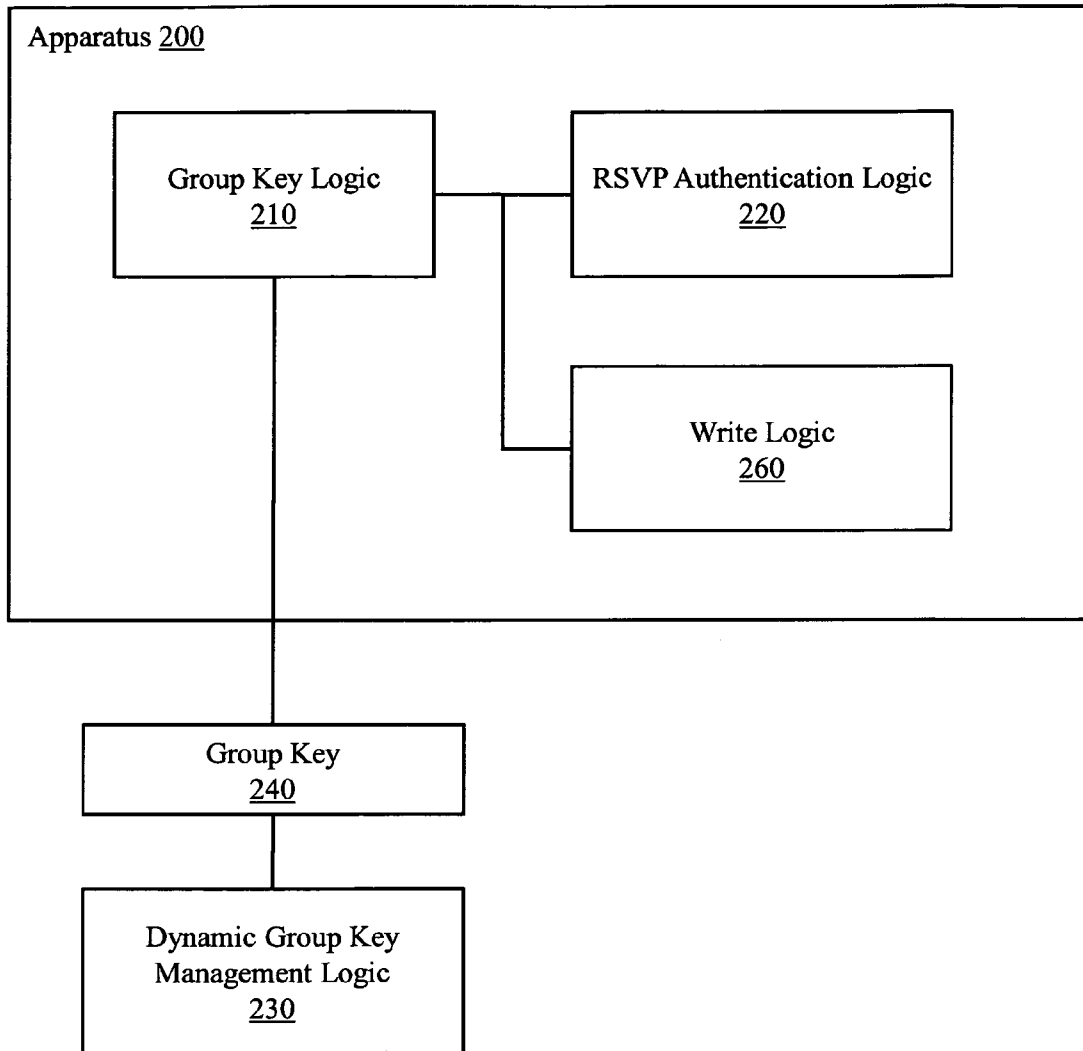 Apparatus 200
Group Key Logic
210
RSVP Authentication Logic
220
Write Logic
260
Group Key
240
Dynamic Group Key
Management Logic
230